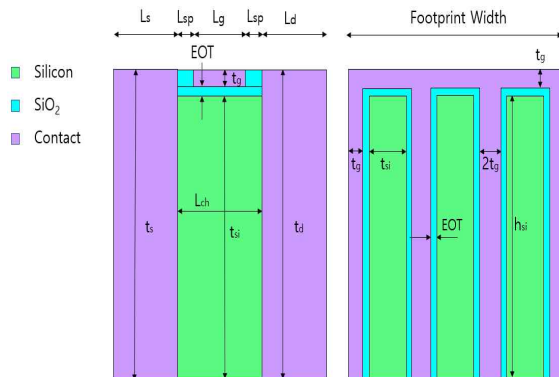 Ls Lsp Lg Lsp Ld
EOT
tg
Silicon
SiO2
Contact
ts
Lch
tsi
td
Footprint Width
tg
tg
tsi
2tg
EOT
hsi